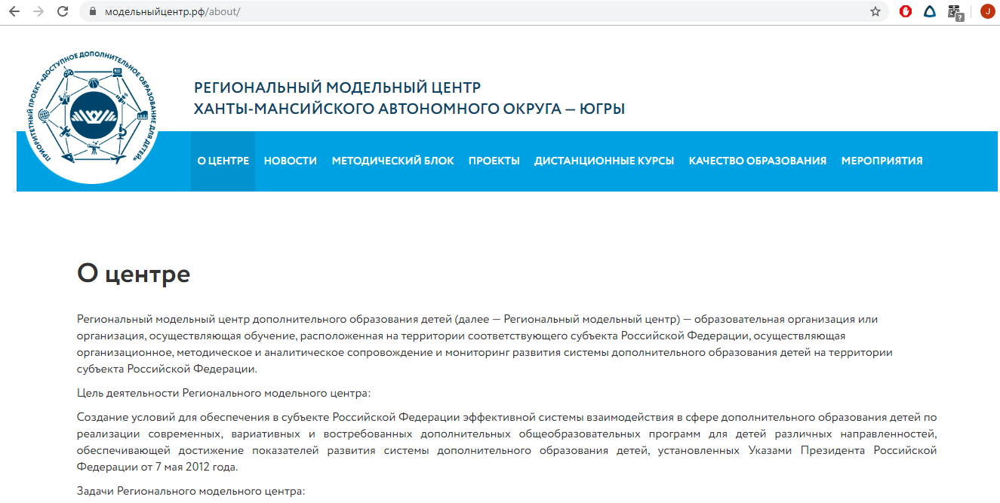 модельныйцентр.рф/about/
?
J
ПРИОРИТЕТНЫЙ ПРОЕКТ «ДОСТУПНОЕ ДОПОЛНИТЕЛЬНОЕ ОБРАЗОВАНИЕ ДЛЯ ДЕТЕЙ»
РЕГИОНАЛЬНЫЙ МОДЕЛЬНЫЙ ЦЕНТР
ХАНТЫ-МАНСИЙСКОГО АВТОНОМНОГО ОКРУГА — ЮГРЫ
О ЦЕНТРЕ НОВОСТИ МЕТОДИЧЕСКИЙ БЛОК ПРОЕКТЫ ДИСТАНЦИОННЫЕ КУРСЫ КАЧЕСТВО ОБРАЗОВАНИЯ МЕРОПРИЯТИЯ
О центре
Региональный модельный центр дополнительного образования детей (далее — Региональный модельный центр) — образовательная организация или
организация, осуществляющая обучение, расположенная на территории соответствующего субъекта Российской Федерации, осуществляющая
организационное, методическое и аналитическое сопровождение и мониторинг развития системы дополнительного образования детей на территории
субъекта Российской Федерации.
Цель деятельности Регионального модельного центра:
Создание условий для обеспечения в субъекте Российской Федерации эффективной системы взаимодействия в сфере дополнительного образования детей по
реализации современных, вариативных и востребованных дополнительных общеобразовательных программ для детей различных направленностей,
обеспечивающей достижение показателей развития системы дополнительного образования детей, установленных Указами Президента Российской
Федерации от 7 мая 2012 года.
Задачи Регионального модельного центра: